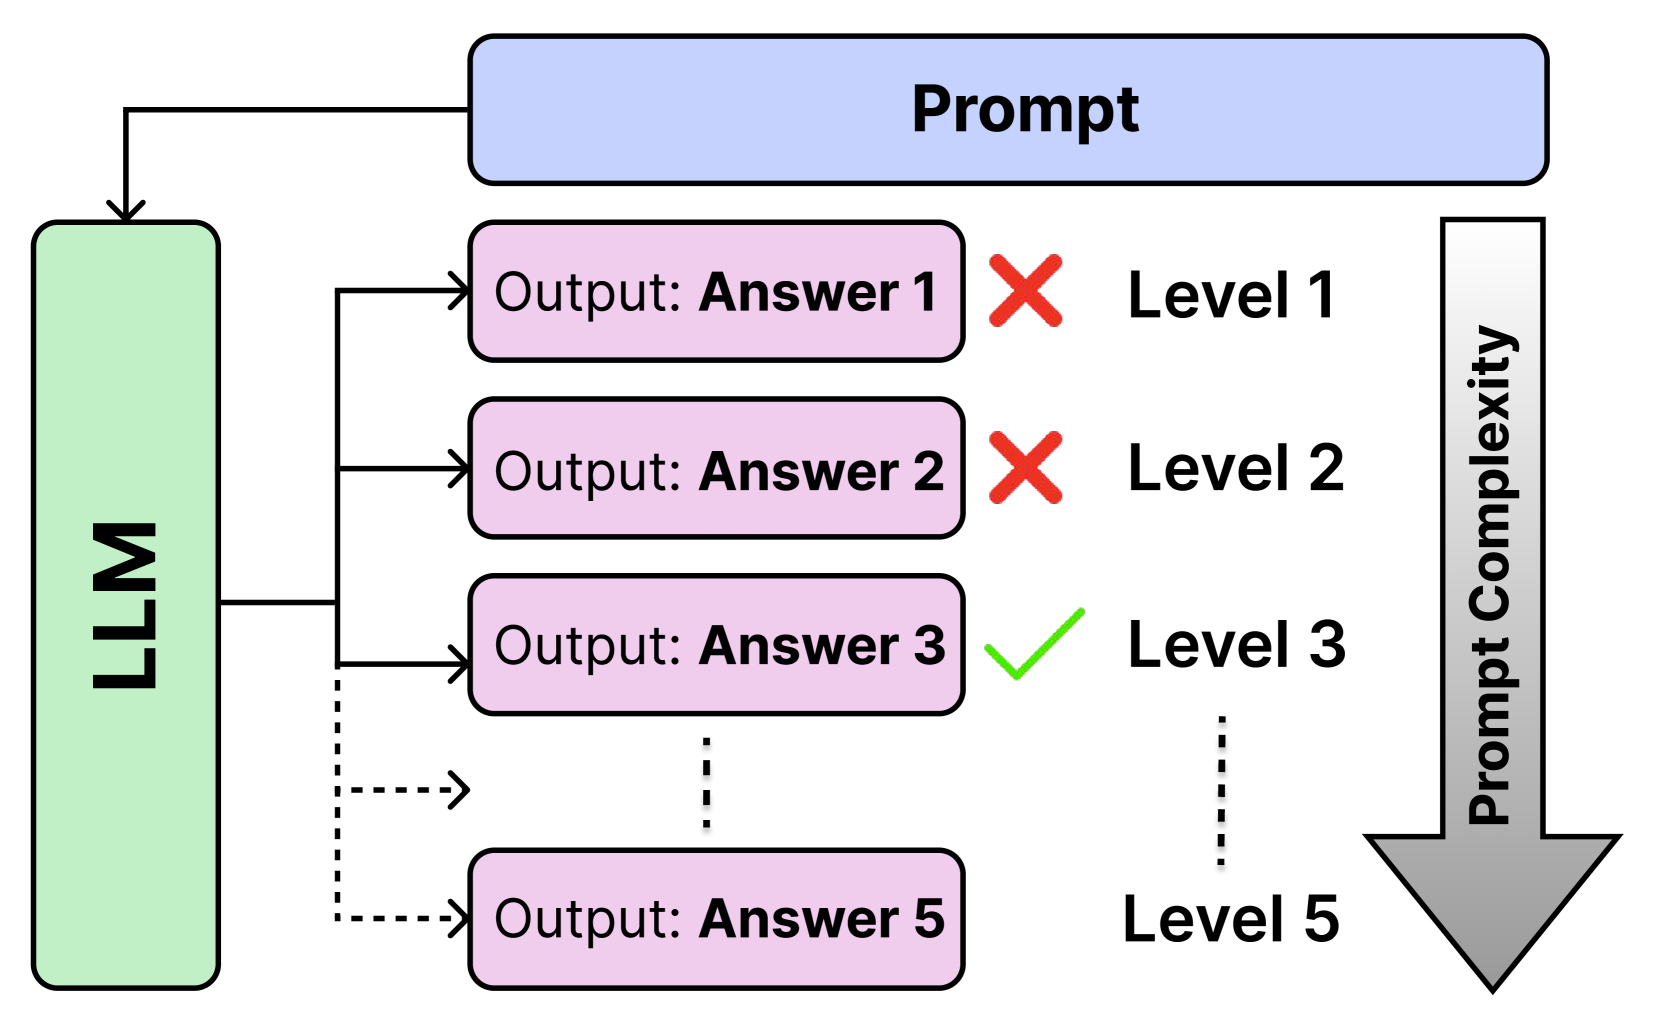 Prompt
LLM
Output: Answer 1
Level 1
Output: Answer 2
Level 2
Output: Answer 3
Level 3
Output: Answer 5
Level 5
Prompt Complexity